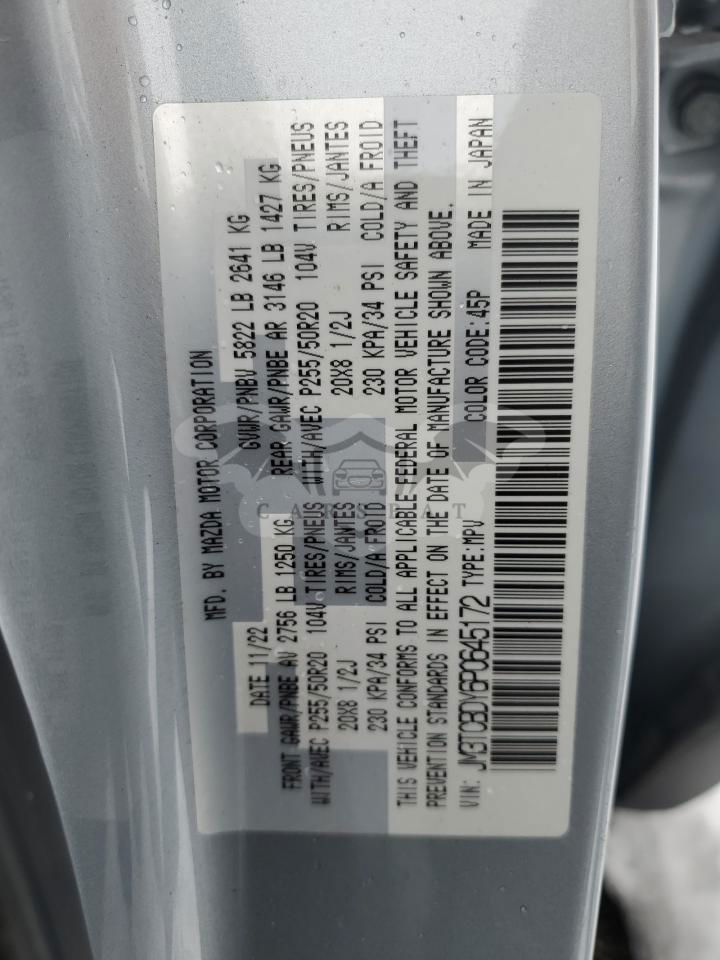 MFD. BY MAZDA MOTOR CORPORATION
DATE 11/22 GVWR/PNBV 5822 LB 2641 KG
FRONT GAWR/PNBE AV 2756 LB 1250 KG REAR GAWR/PNBE AR 3146 LB 1427 KG
WITH/AVEC P255/50R20 104V TIRES/PNEUS WITH/AVEC P255/50R20 104V TIRES/PNEUS
20X8 1/2J RIMS/JANTES 20X8 1/2J RIMS/JANTES
230 KPA/34 PSI COLD/A FROID 230 KPA/34 PSI COLD/A FROID
THIS VEHICLE CONFORMS TO ALL APPLICABLE FEDERAL MOTOR VEHICLE SAFETY AND THEFT
PREVENTION STANDARDS IN EFFECT ON THE DATE OF MANUFACTURE SHOWN ABOVE.
VIN: JM3TCBDY6P0645172 TYPE:MPV COLOR CODE:45P MADE IN JAPAN
CARSPAT